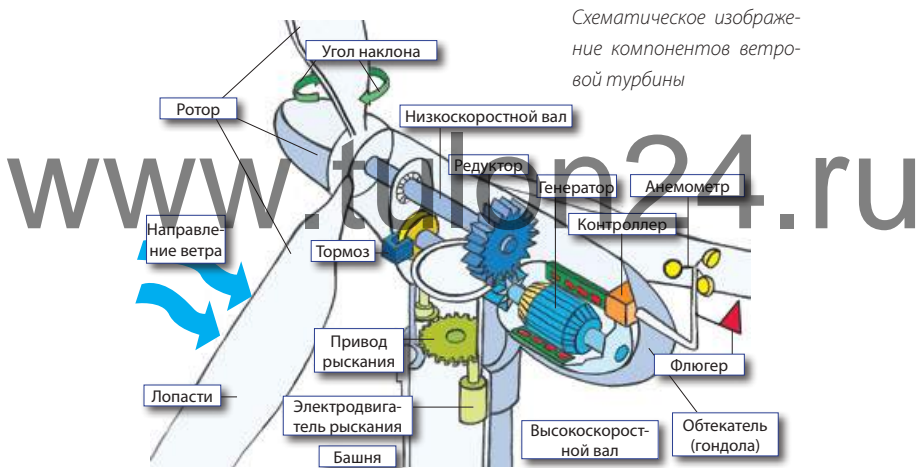 Схематическое изображе-
ние компонентов ветро-
вой турбины
Угол наклона
Ротор
Низкоскоростной вал
www.tulon24.ru
Редуктор
Генератор
Анемометр
Контроллер
Направле-
ние ветра
Тормоз
Привод
рыскания
Флюгер
Лопасти
Электродвига-
тель рыскания
Высокоскорост-
ной вал
Обтекатель
(гондола)
Башня